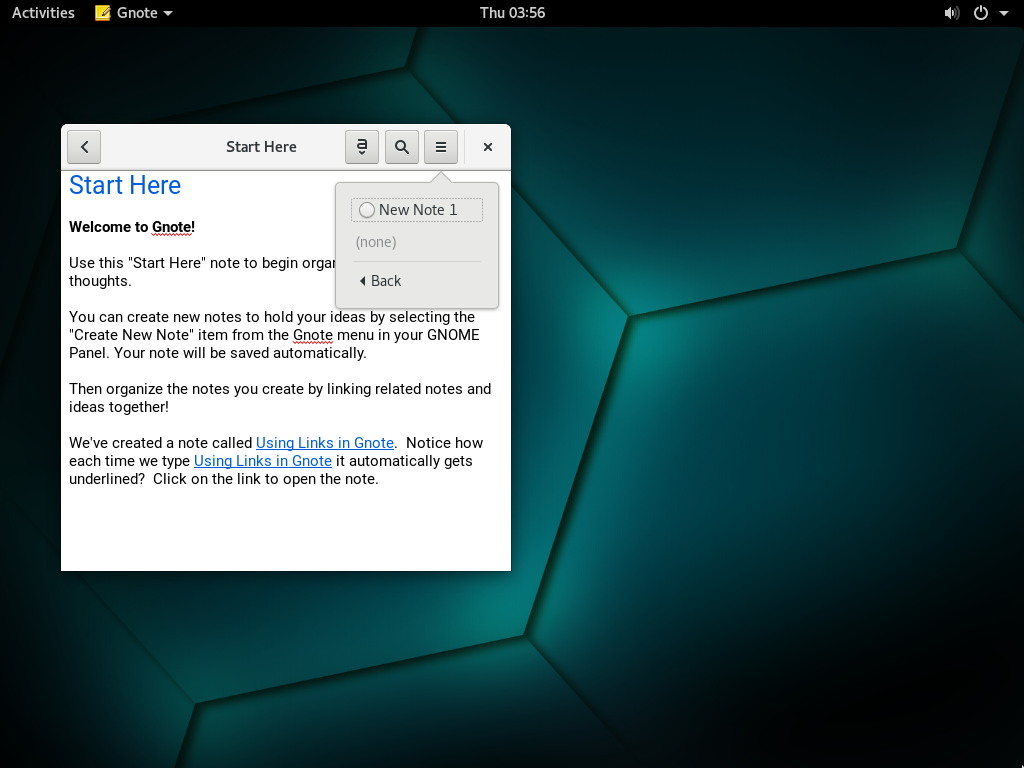 Activities Gnote Thu 03:56
Start Here
Start Here
New Note 1
(none)
Back
Welcome to Gnote!
Use this "Start Here" note to begin
thoughts.
You can create new notes to hold your ideas by selecting the
"Create New Note" item from the Gnote menu in your GNOME
Panel. Your note will be saved automatically.
Then organize the notes you create by linking related notes and
ideas together!
We've created a note called Using Links in Gnote.  Notice how
each time we type Using Links in Gnote it automatically gets
underlined?  Click on the link to open the note.